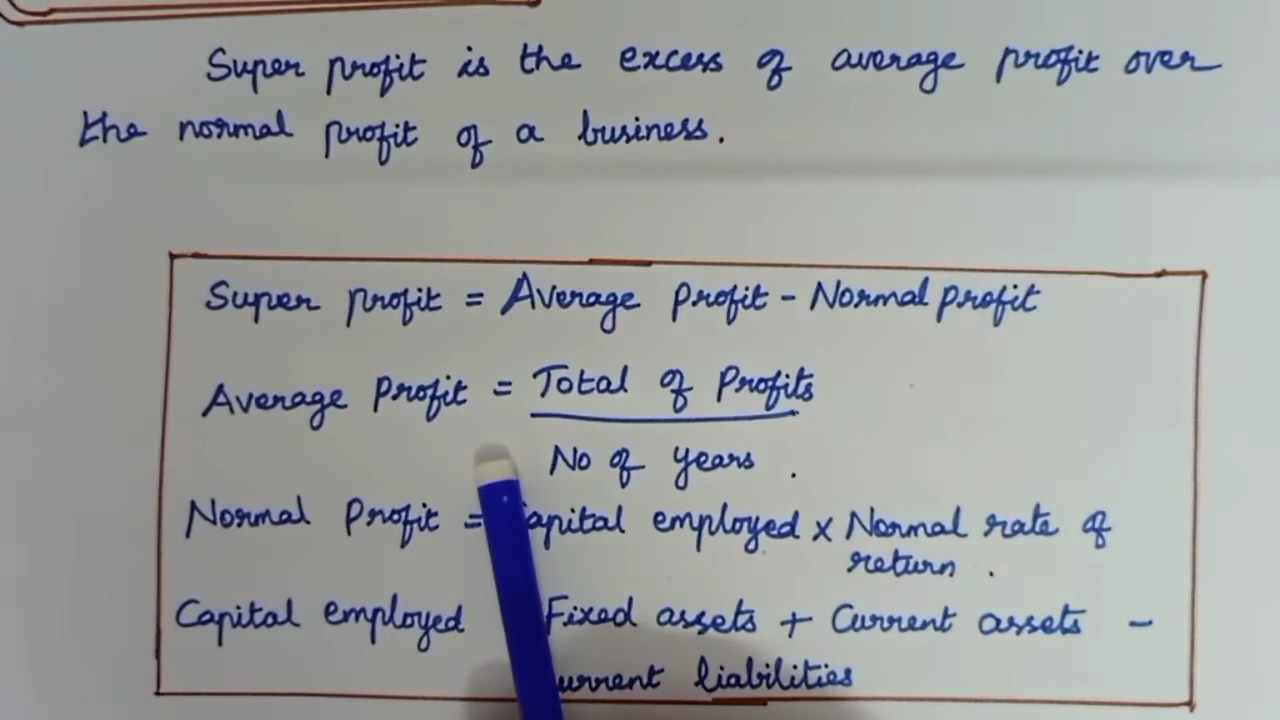 Super profit is the excess of average profit over
the normal profit of a business.
Super profit = Average Profit - Normal profit
Average Profit = Total of Profits
No of years .
Normal Profit = apital employed x Normal rate of
return .
Capital employed Fixed assets + Current assets -
urrent liabilities